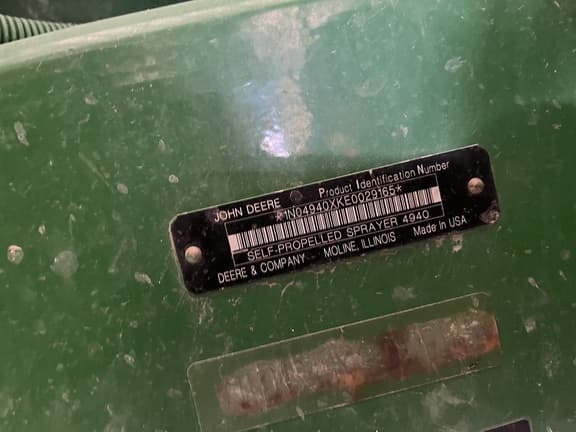 JOHN DEERE Product Identification Number
*1N04940XKE0029165*
SELF-PROPELLED SPRAYER 4940
DEERE & COMPANY MOLINE, ILLINOIS Made in USA